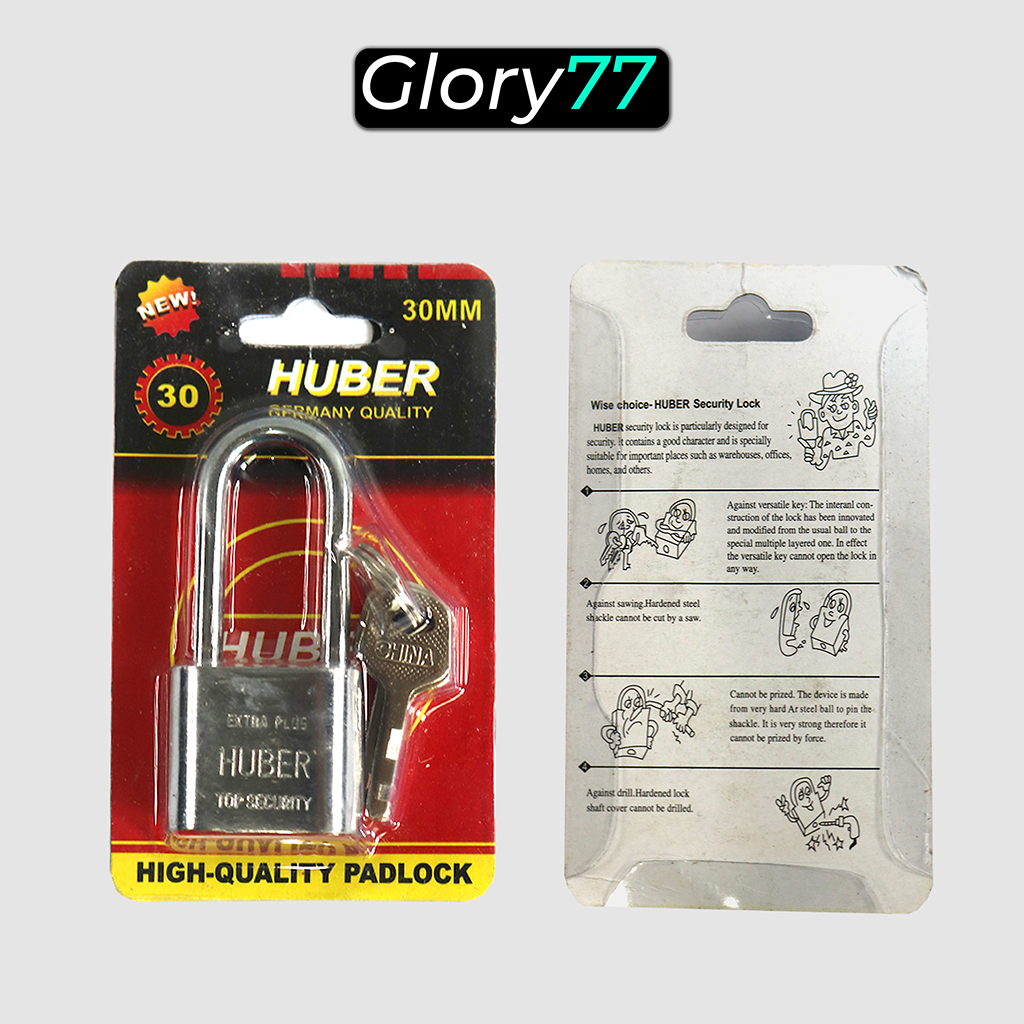 Glory77
NEW!
30MM
30
HUBER
GERMANY QUALITY
HUB
CHINA
EXTRA PLUS
HUBER
TOP SECURITY
HIGH-QUALITY PADLOCK
Wise choice-HUBER Security Lock
HUBER security lock is particularly designed for
security. It contains a good character and is specially
suitable for important places such as warehouses, offices,
homes, and others.
1
Against versatile key: The interanl con-
struction of the lock has been innovated
and modified from the usual ball to the
special multiple layered one. In effect
the versatile key cannot open the lock in
any way.
2
Against sawing.Hardened steel
shackle cannot be cut by a saw.
3
Cannot be prized. The device is made
from very hard Ar steel ball to pin the
shackle. It is very strong therefore it
cannot be prized by force.
4
Against drill.Hardened lock
shaft cover cannot be drilled.